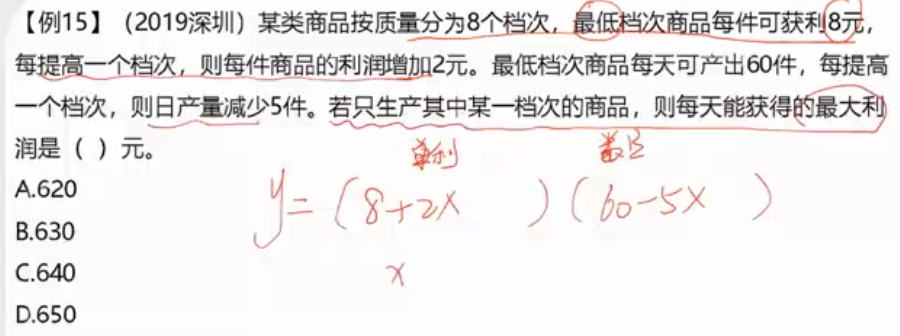 【例15】（2019深圳）某类商品按质量分为8个档次，最低档次商品每件可获利8元，
每提高一个档次，则每件商品的利润增加2元。最低档次商品每天可产出60件，每提高
一个档次，则日产量减少5件。若只生产其中某一档次的商品，则每天能获得的最大利
润是（ ）元。
单利 数量
A.620
y=(8+2x )(60-5x )
B.630
C.640
x
D.650